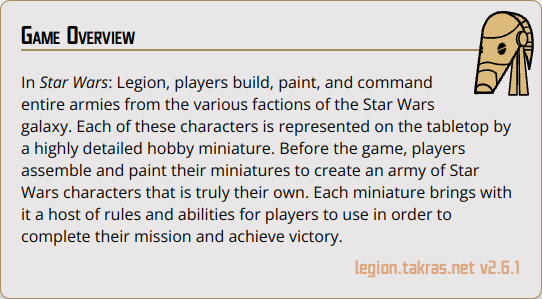 Game Overview
In Star Wars: Legion, players build, paint, and command
entire armies from the various factions of the Star Wars
galaxy. Each of these characters is represented on the tabletop by
a highly detailed hobby miniature. Before the game, players
assemble and paint their miniatures to create an army of Star
Wars characters that is truly their own. Each miniature brings with
it a host of rules and abilities for players to use in order to
complete their mission and achieve victory.
legion.takras.net v2.6.1